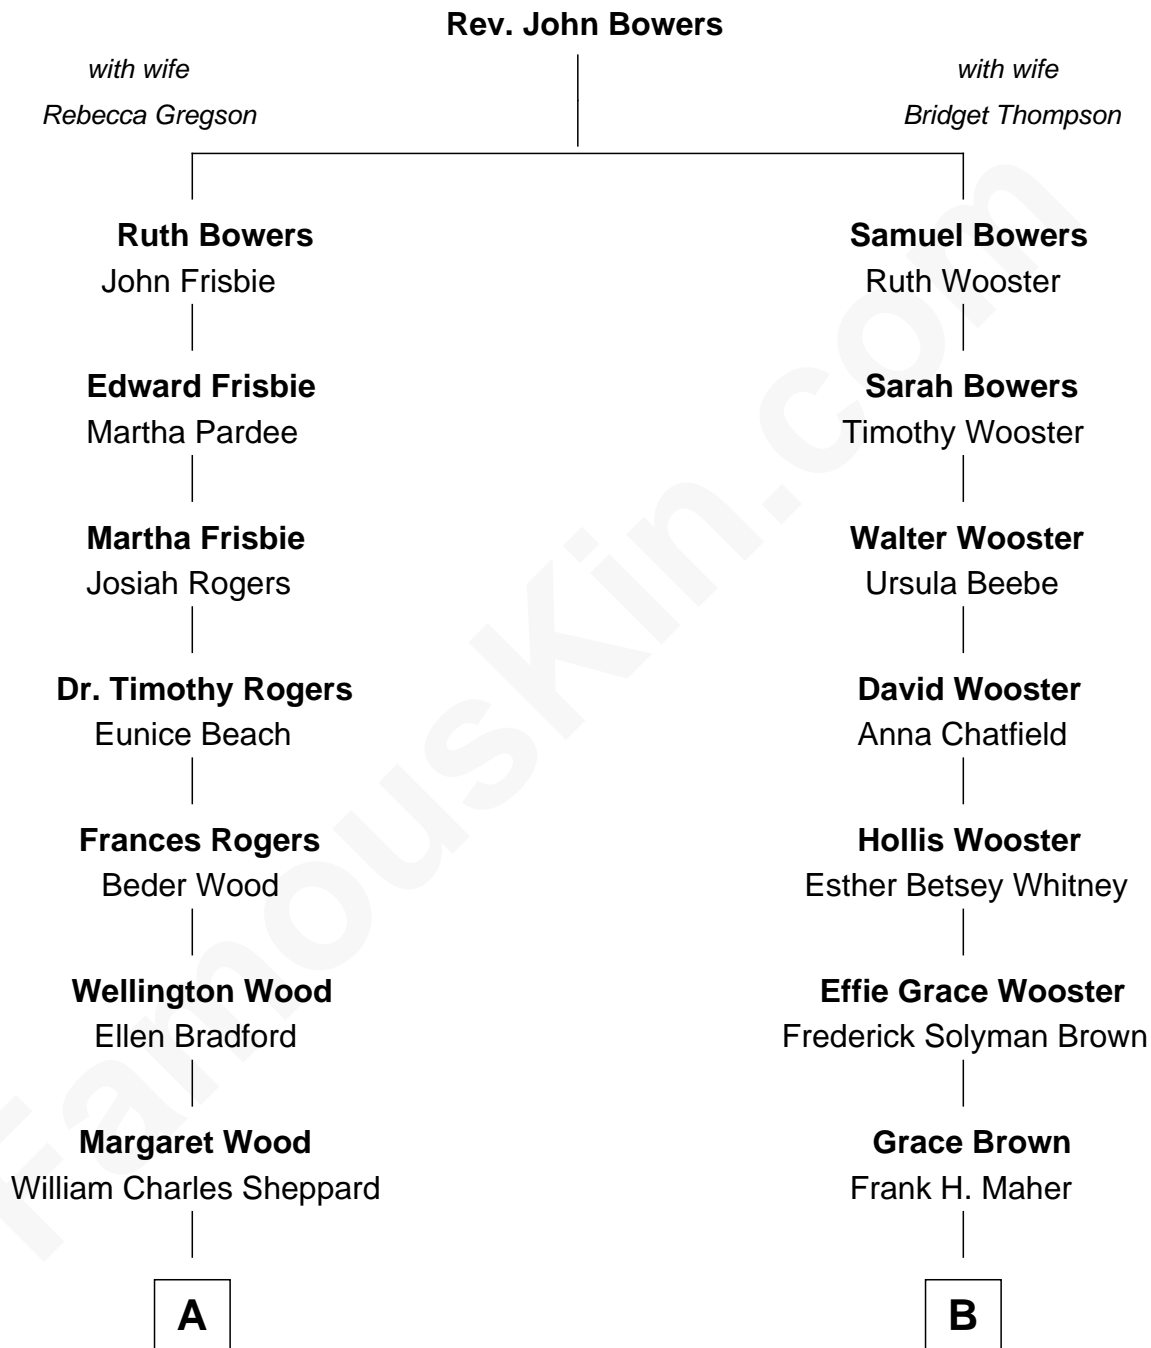 Rev. John Bowers
with wife
Rebecca Gregson
with wife
Bridget Thompson
Ruth Bowers
John Frisbie
Samuel Bowers
Ruth Wooster
Edward Frisbie
Martha Pardee
Sarah Bowers
Timothy Wooster
Martha Frisbie
Josiah Rogers
Walter Wooster
Ursula Beebe
Dr. Timothy Rogers
Eunice Beach
David Wooster
Anna Chatfield
Frances Rogers
Beder Wood
Hollis Wooster
Esther Betsey Whitney
Wellington Wood
Ellen Bradford
Effie Grace Wooster
Frederick Solyman Brown
Margaret Wood
William Charles Sheppard
Grace Brown
Frank H. Maher
A
B
FamousKin.com